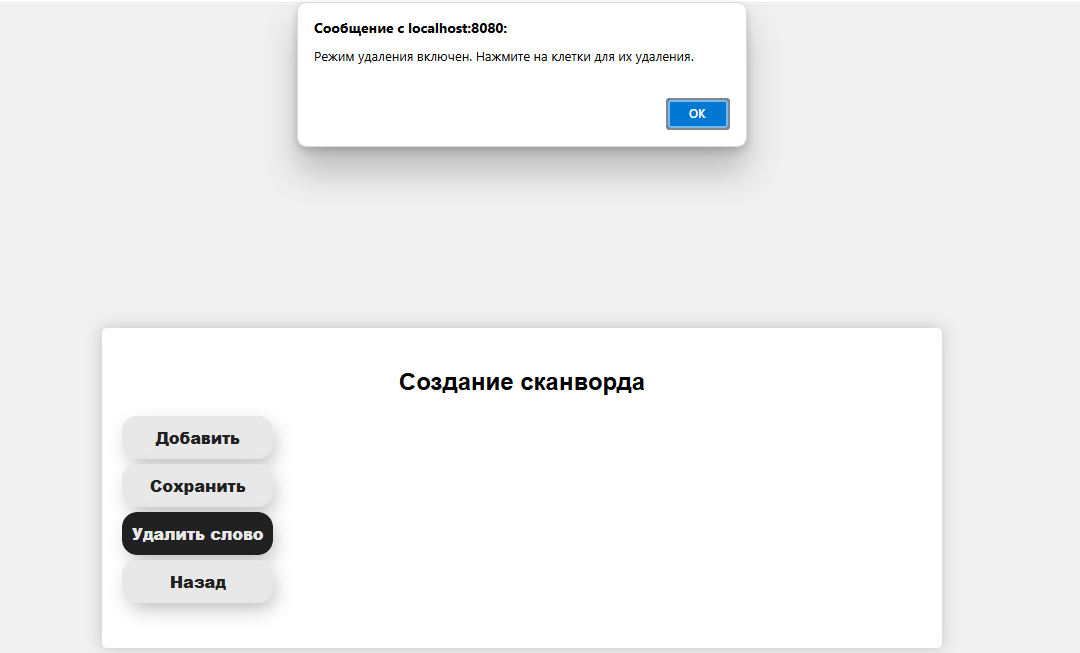 Сообщение с localhost:8080:
Режим удаления включен. Нажмите на клетки для их удаления.
ОК
Создание сканворда
Добавить
Сохранить
Удалить слово
Назад